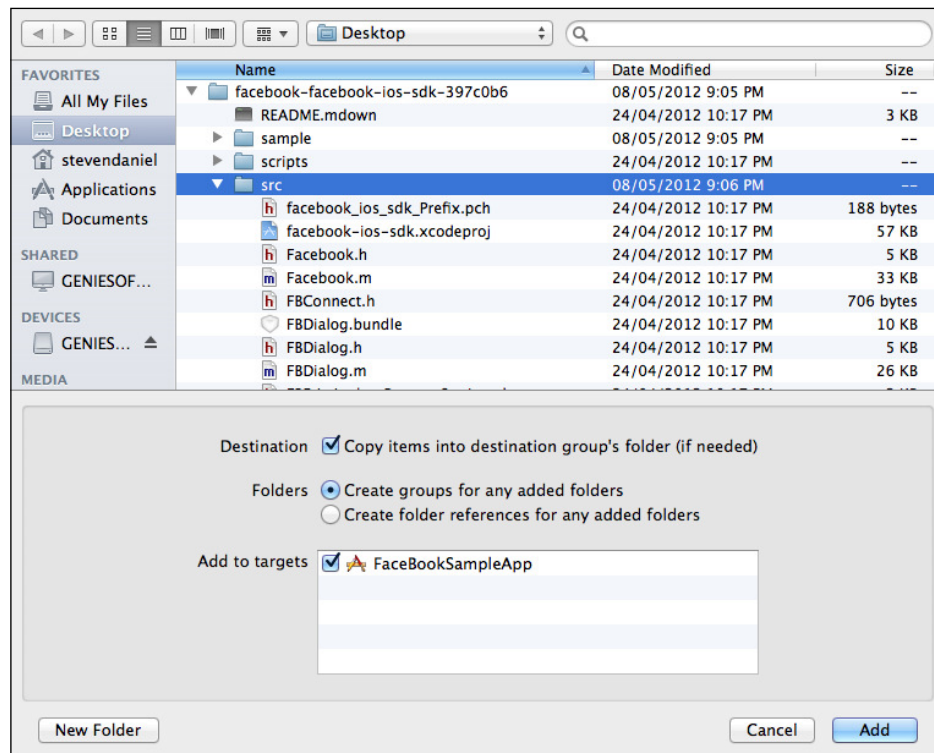 Desktop
FAVORITES
All My Files
Desktop
stevendaniel
Applications
Documents
SHARED
GENIESOF...
DEVICES
GENIES...
MEDIA
Name Date Modified Size
facebook-facebook-ios-sdk-397c0b6 08/05/2012 9:05 PM --
README.mdown 24/04/2012 10:17 PM 3 KB
sample 08/05/2012 9:05 PM --
scripts 24/04/2012 10:17 PM --
src 08/05/2012 9:06 PM --
h facebook_ios_sdk_Prefix.pch 24/04/2012 10:17 PM 188 bytes
facebook-ios-sdk.xcodeproj 24/04/2012 10:17 PM 57 KB
h Facebook.h 24/04/2012 10:17 PM 5 KB
m Facebook.m 24/04/2012 10:17 PM 33 KB
h FBConnect.h 24/04/2012 10:17 PM 706 bytes
FBDialog.bundle 24/04/2012 10:17 PM 10 KB
h FBDialog.h 24/04/2012 10:17 PM 5 KB
m FBDialog.m 24/04/2012 10:17 PM 26 KB
Destination Copy items into destination group's folder (if needed)
Folders Create groups for any added folders
Create folder references for any added folders
Add to targets FaceBookSampleApp
New Folder Cancel Add